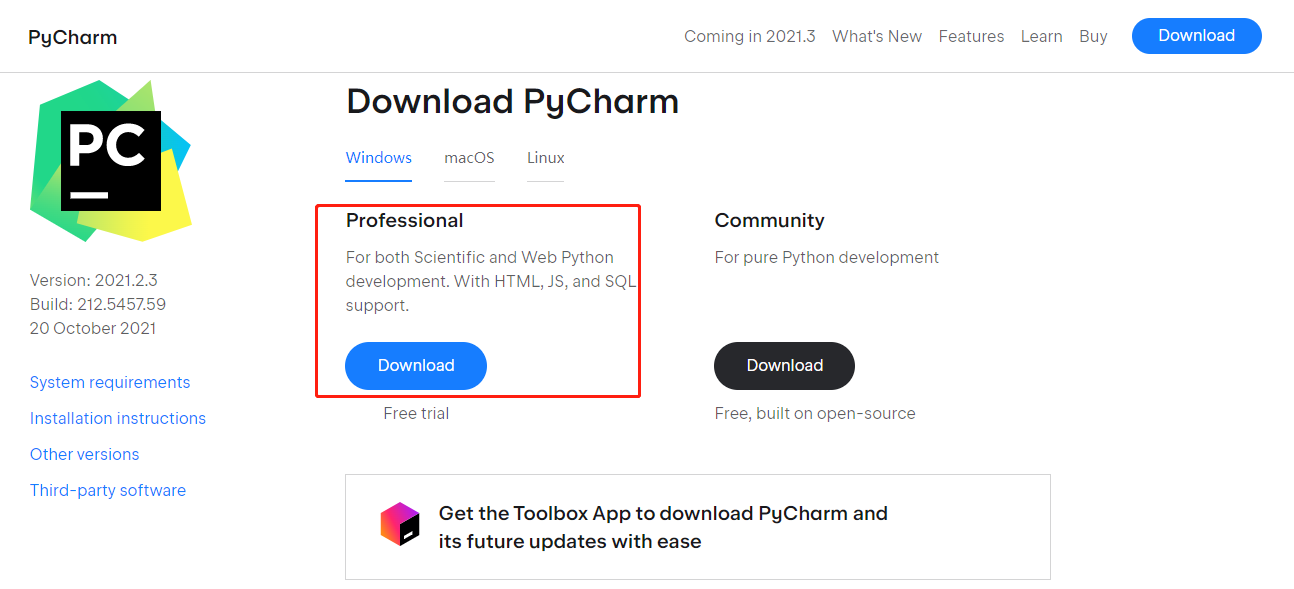 PyCharm
Coming in 2021.3 What's New Features Learn Buy Download
PC
Version: 2021.2.3
Build: 212.5457.59
20 October 2021
System requirements
Installation instructions
Other versions
Third-party software
Download PyCharm
Windows macOS Linux
Professional
For both Scientific and Web Python
development. With HTML, JS, and SQL
support.
Download
Free trial
Community
For pure Python development
Download
Free, built on open-source
Get the Toolbox App to download PyCharm and
its future updates with ease